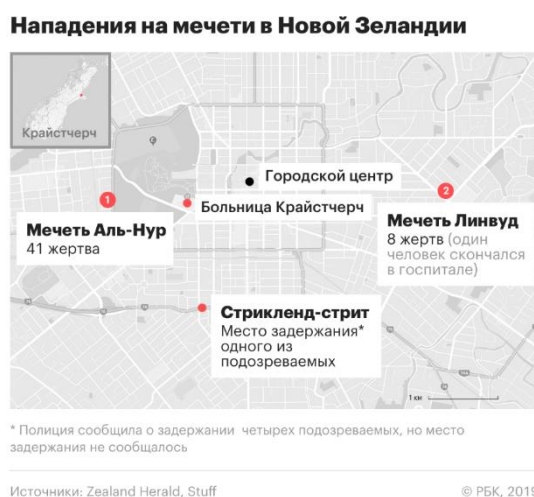 Нападения на мечети в Новой Зеландии
Крайстчерч
Городской центр
1
2
Больница Крайстчерч
Мечеть Аль-Нур
41 жертва
Мечеть Линвуд
8 жертв (один
человек скончался
в госпитале)
Стрикленд-стрит
Место задержания*
одного из
подозреваемых
1 км
* Полиция сообщила о задержании четырех подозреваемых, но место
задержания не сообщалось
Источники: Zealand Herald, Stuff
© РБК, 2019